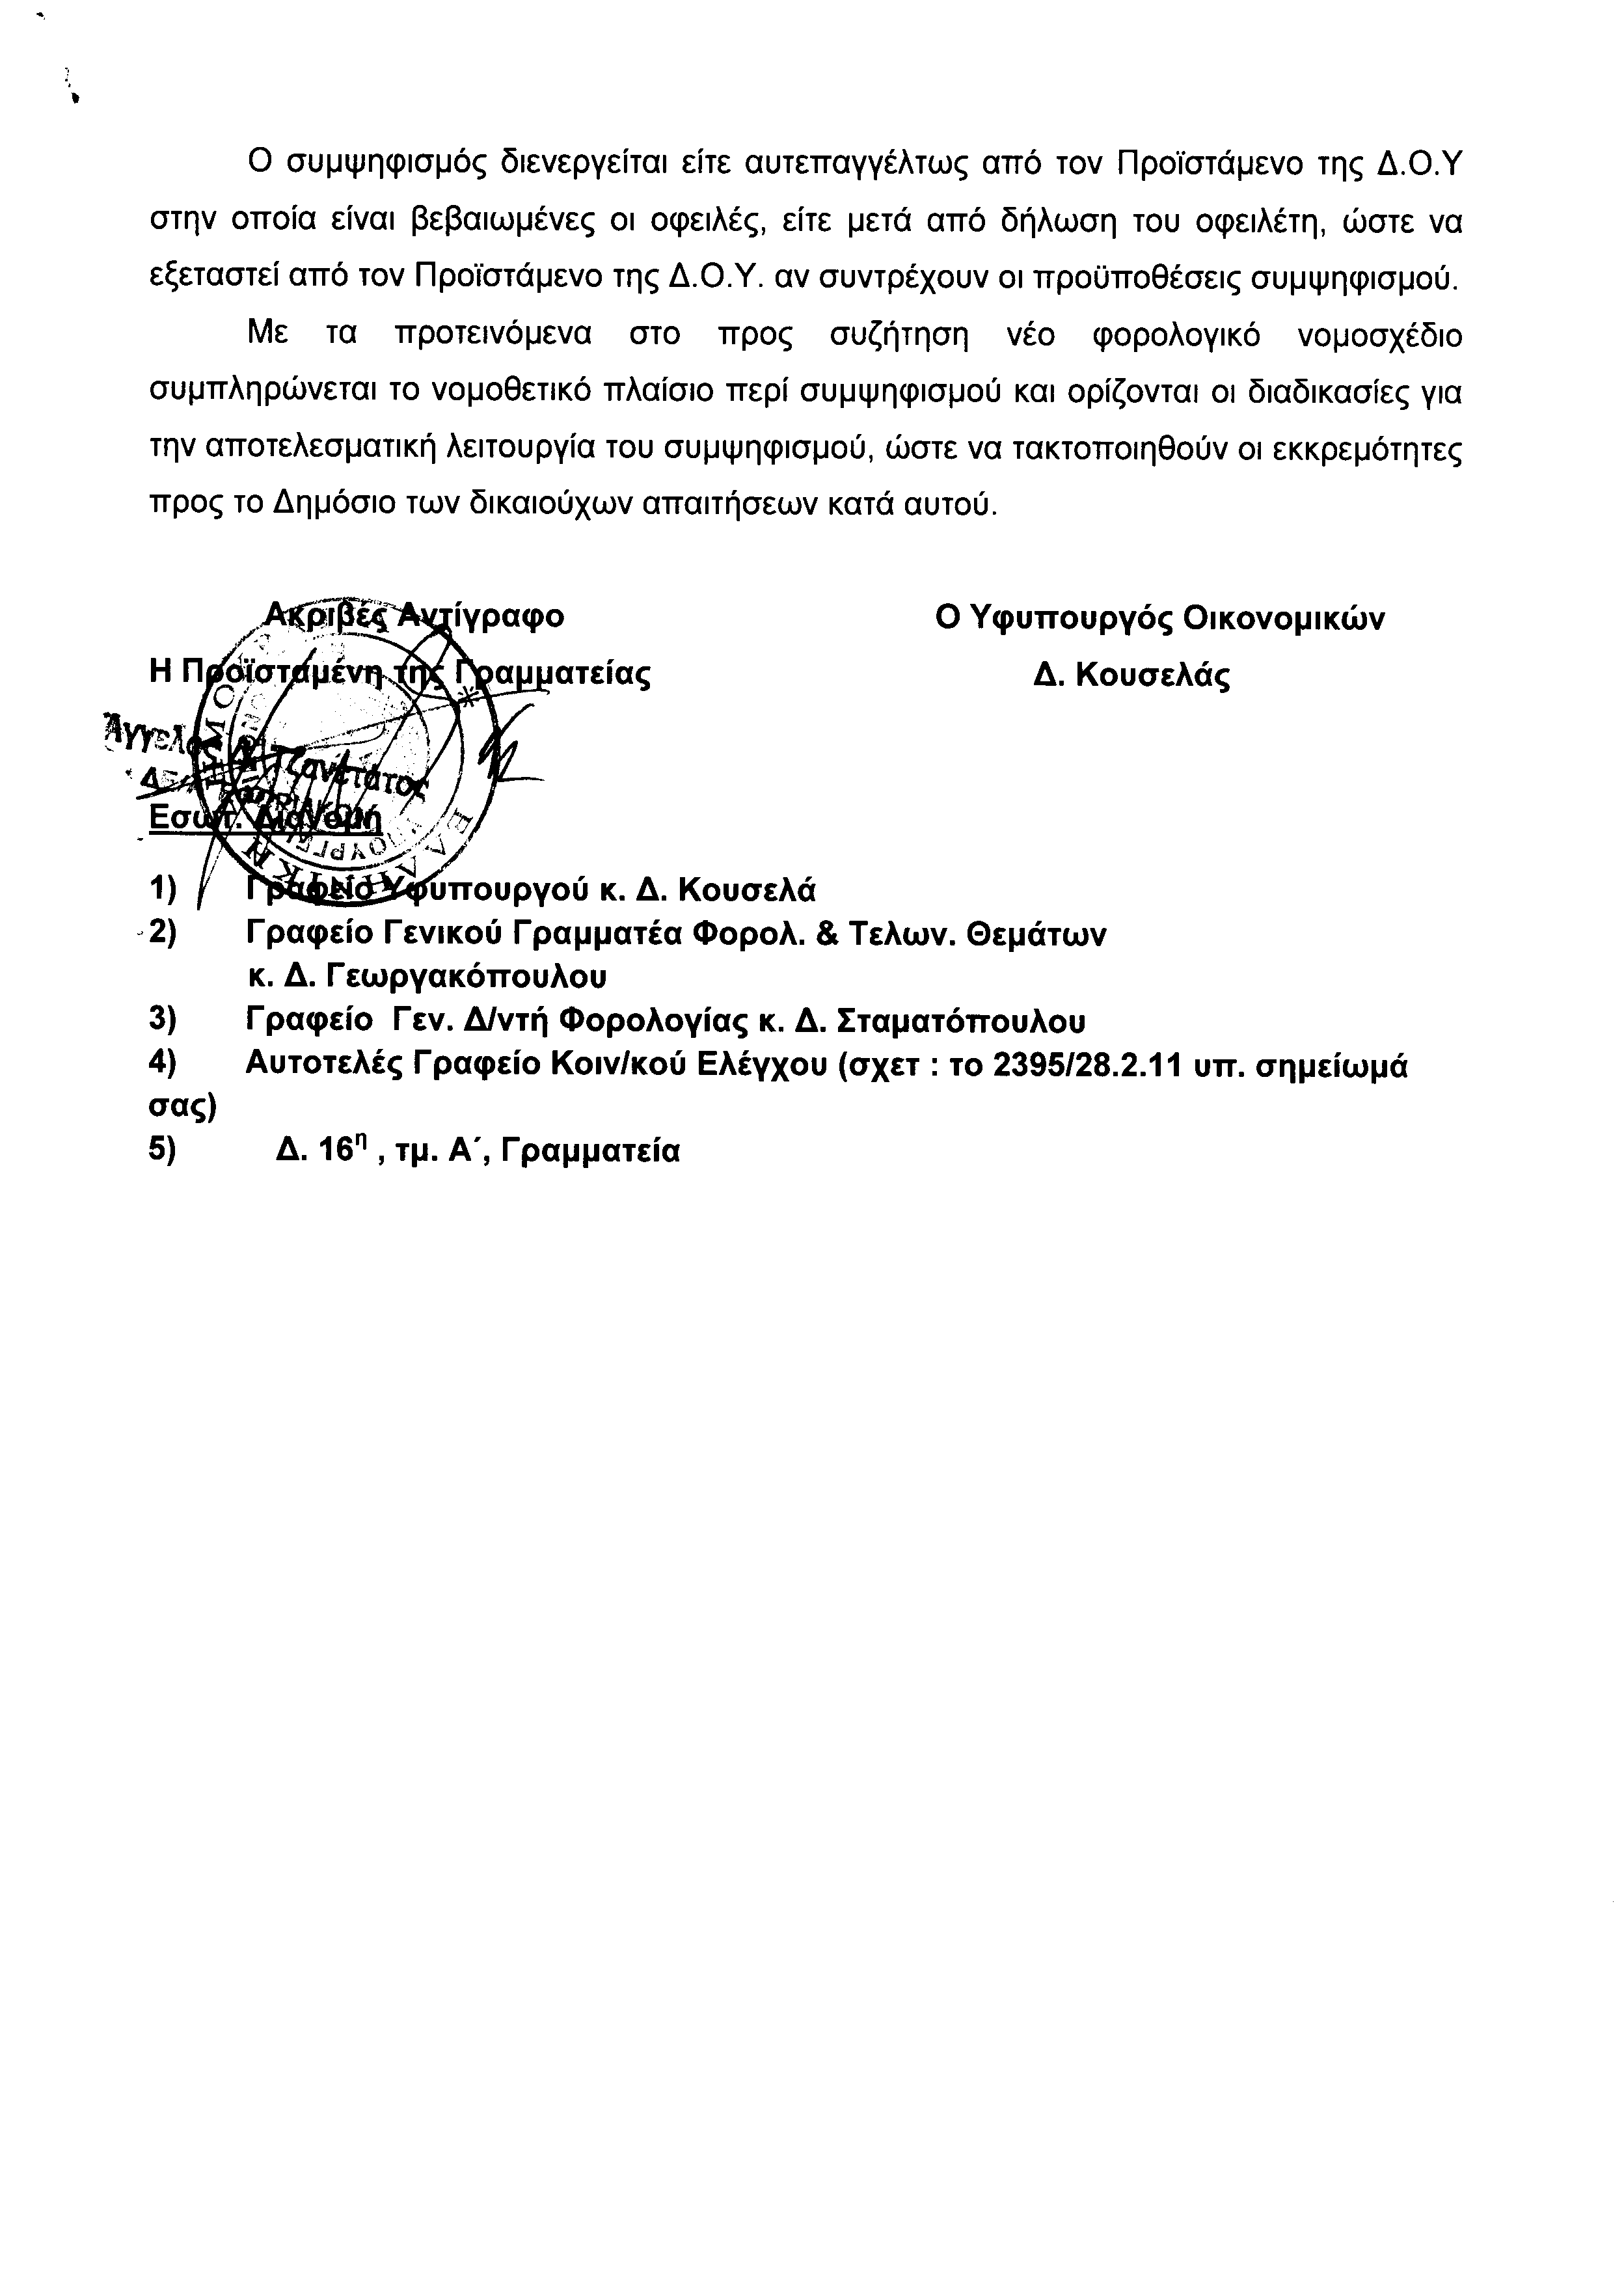 Ο συμψηφισμός διενεργείται είτε αυτεπαγγέλτως από τον Προϊστάμενο της Δ.Ο.Υ
στην οποία είναι βεβαιωμένες οι οφειλές, είτε μετά από δήλωση του οφειλέτη, ώστε να
εξεταστεί από τον Προϊστάμενο της Δ.Ο.Υ. αν συντρέχουν οι προϋποθέσεις συμψηφισμού.
Με τα προτεινόμενα στο προς συζήτηση νέο φορολογικό νομοσχέδιο
συμπληρώνεται το νομοθετικό πλαίσιο περί συμψηφισμού και ορίζονται οι διαδικασίες για
την αποτελεσματική λειτουργία του συμψηφισμού, ώστε να τακτοποιηθούν οι εκκρεμότητες
προς το Δημόσιο των δικαιούχων απαιτήσεων κατά αυτού.
Ακριβές Αντίγραφο
Η Προϊσταμένη της Γραμματείας
Ο Υφυπουργός Οικονομικών
Δ. Κουσελάς
Άγγελος Τζανετάτος
Εσωτ. Διανομή
1) Γραφείο Υφυπουργού κ. Δ. Κουσελά
2) Γραφείο Γενικού Γραμματέα Φορολ. & Τελων. Θεμάτων
κ. Δ. Γεωργακόπουλου
3) Γραφείο Γεν. Δ/ντή Φορολογίας κ. Δ. Σταματόπουλου
4) Αυτοτελές Γραφείο Κοιν/κού Ελέγχου (σχετ : το 2395/28.2.11 υπ. σημείωμά
σας)
5) Δ. 16η , τμ. Α΄, Γραμματεία